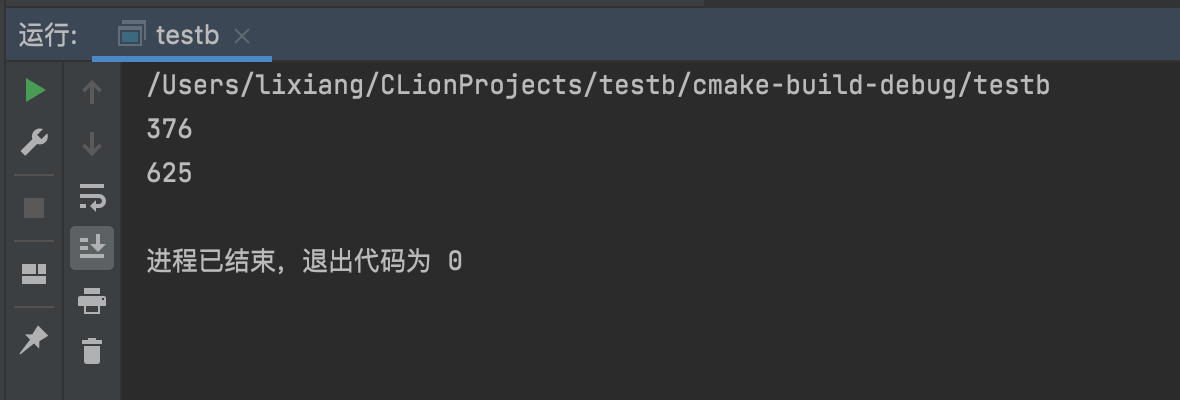 运行: testb
/Users/lixiang/CLionProjects/testb/cmake-build-debug/testb
376
625
进程已结束，退出代码为 0